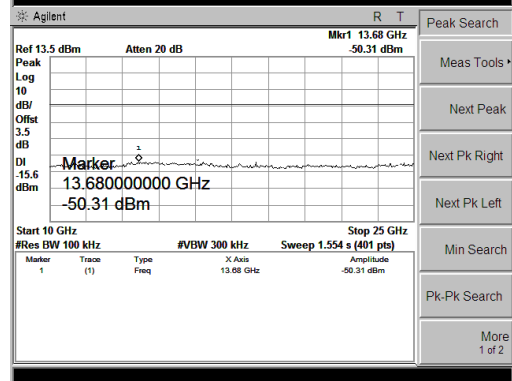 Agilent R T
Mkr1 13.68 GHz
Ref 13.5 dBm Atten 20 dB -50.31 dBm
Peak
Log
10
dB/
Offst
3.5
dB
DI
-15.6
dBm
1
Marker
13.680000000 GHz
-50.31 dBm
Start 10 GHz Stop 25 GHz
#Res BW 100 kHz #VBW 300 kHz Sweep 1.554 s (401 pts)
Marker Trace Type X Axis Amplitude
1 (1) Freq 13.68 GHz -50.31 dBm
Peak Search
Meas Tools
Next Peak
Next Pk Right
Next Pk Left
Min Search
Pk-Pk Search
More
1 of 2